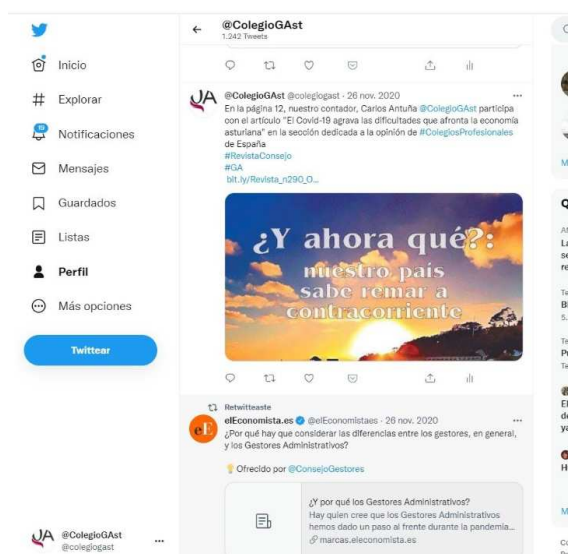 @ColegioGAst
1.242 Tweets
Inicio
Explorar
19
Notificaciones
Mensajes
Guardados
Listas
Perfil
Más opciones
Twittear
@ColegioGAst
@colegiogast
@ColegioGAst @colegiogast · 26 nov. 2020
En la página 12, nuestro contador, Carlos Antuña @ColegioGAst participa
con el artículo "El Covid-19 agrava las dificultades que afronta la economía
asturiana" en la sección dedicada a la opinión de #ColegiosProfesionales
de España
#RevistaConsejo
#GA
bit.ly/Revista_n290_O...
¿Y ahora qué?:
nuestro país
sabe remar a
contracorriente
Retwitteaste
elEconomista.es @elEconomistaes · 26 nov. 2020
¿Por qué hay que considerar las diferencias entre los gestores, en general,
y los Gestores Administrativos?
Ofrecido por @ConsejoGestores
¿Y por qué los Gestores Administrativos?
Hay quien cree que los Gestores Administrativos
hemos dado un paso al frente durante la pandemia...
marcas.eleconomista.es